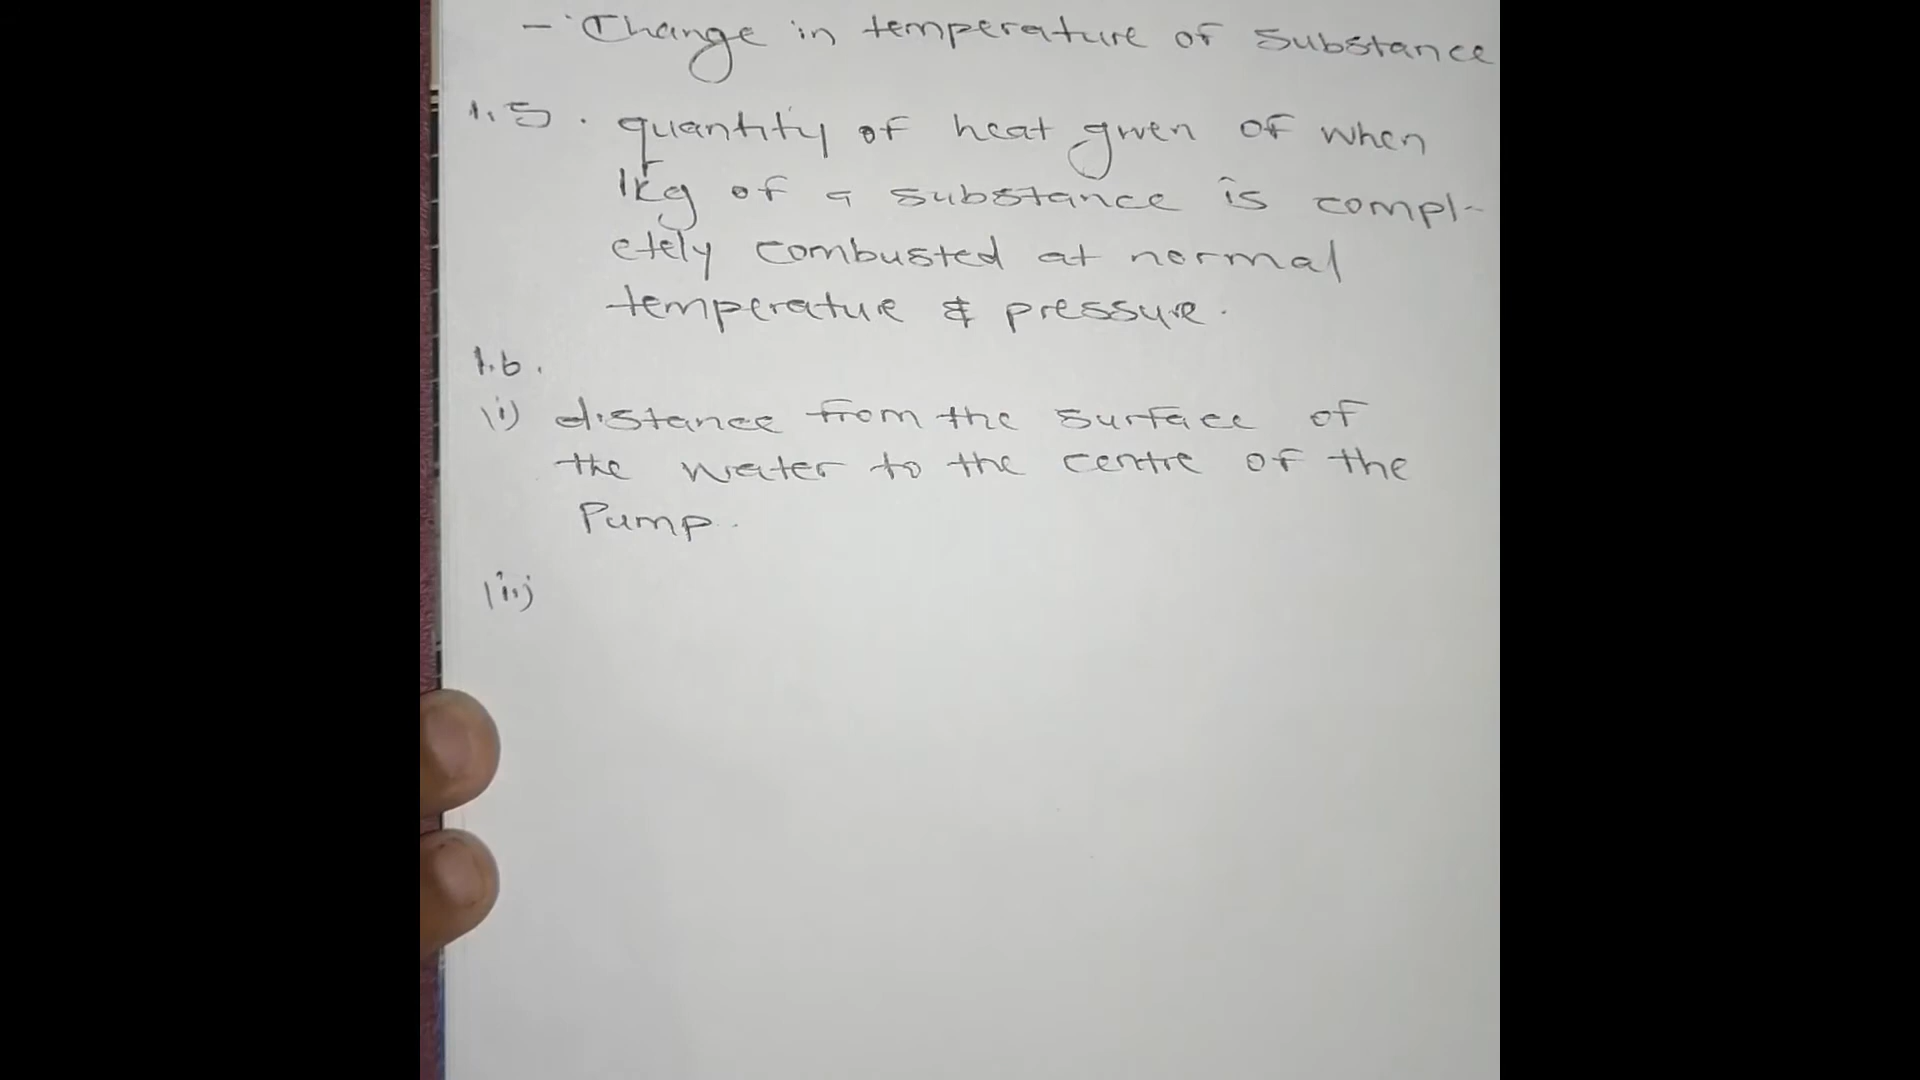 - Change in temperature of substance
1.5. quantity of heat given of when
1kg of a substance is compl-
etely combusted at normal
temperature & pressure.
1.6.
(i) distance from the surface of
the water to the centre of the
Pump.
(ii)